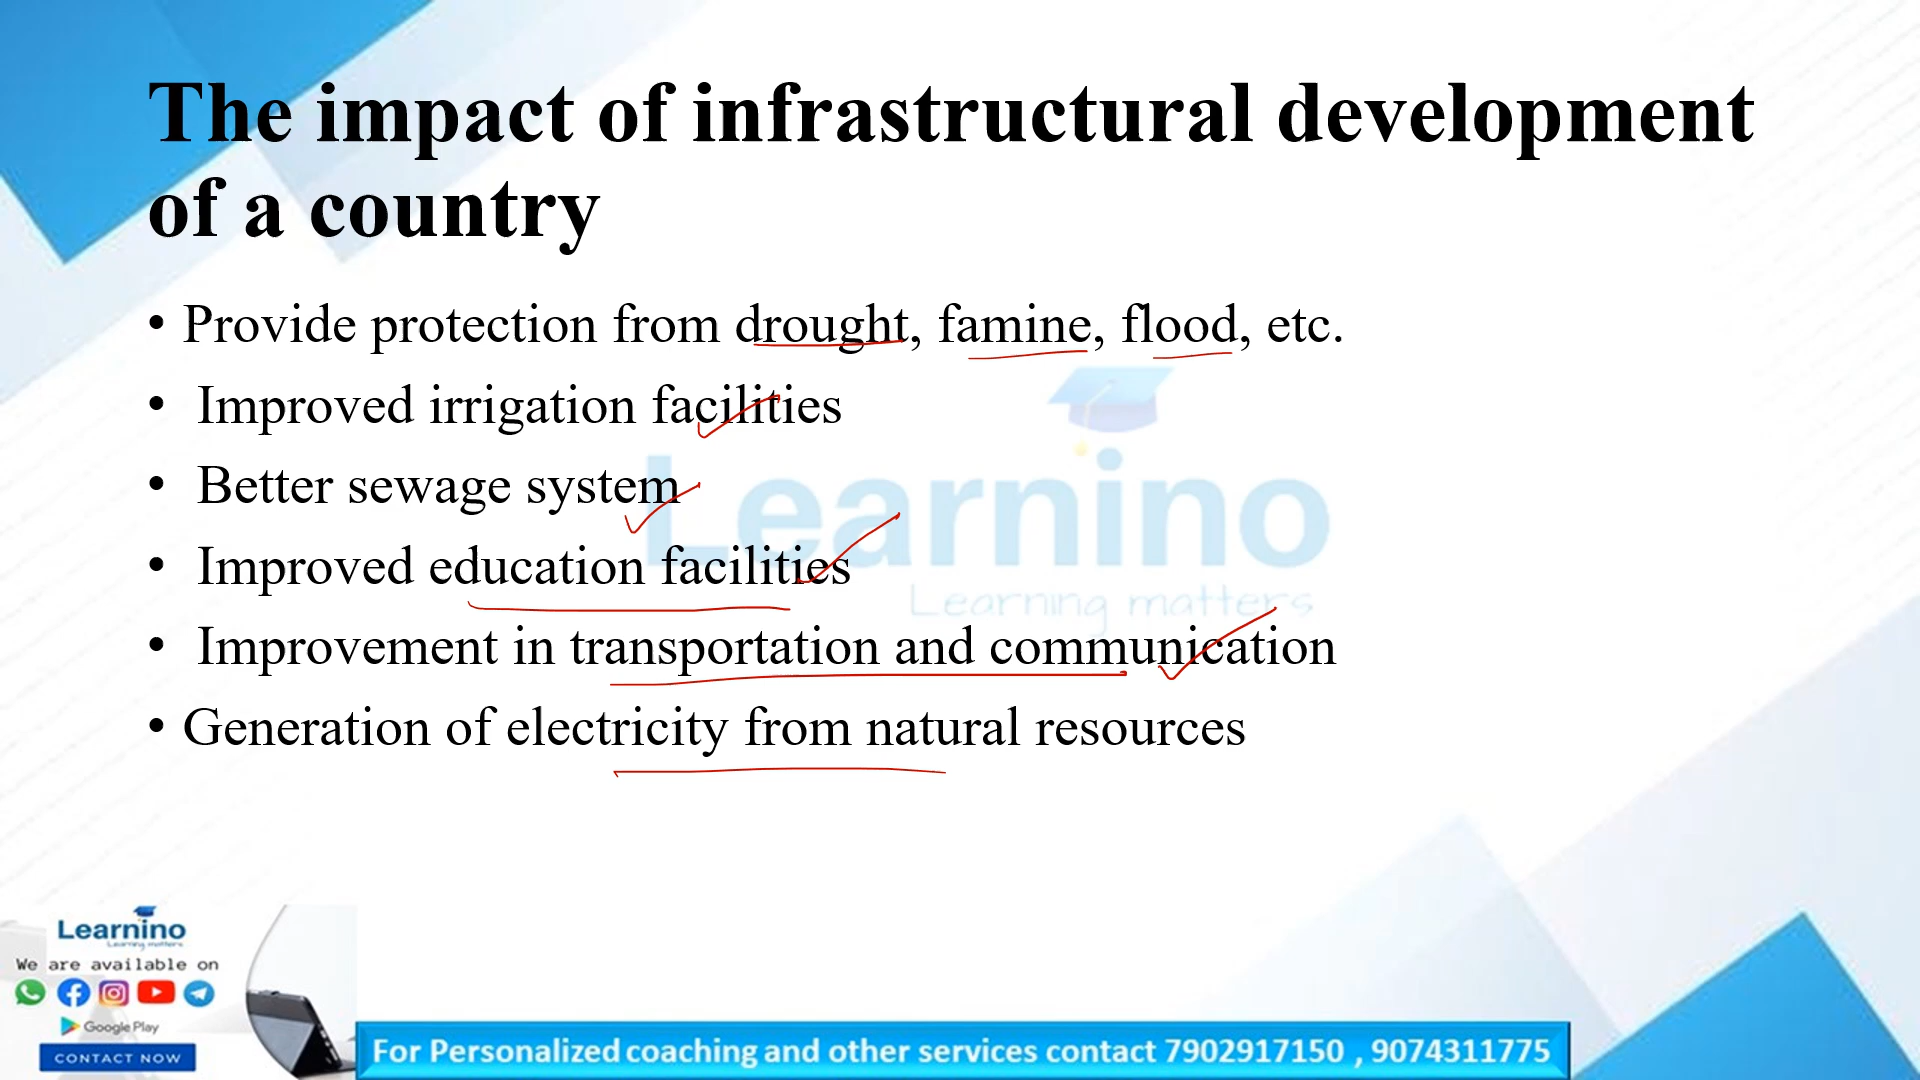 The impact of infrastructural development
of a country
• Provide protection from drought, famine, flood, etc.
• Improved irrigation facilities
• Better sewage system
• Improved education facilities
• Improvement in transportation and communication
• Generation of electricity from natural resources
Learnino
Learning matters
Learnino
Learning matters
We are available on
Google Play
CONTACT NOW
For Personalized coaching and other services contact 7902917150 , 9074311775